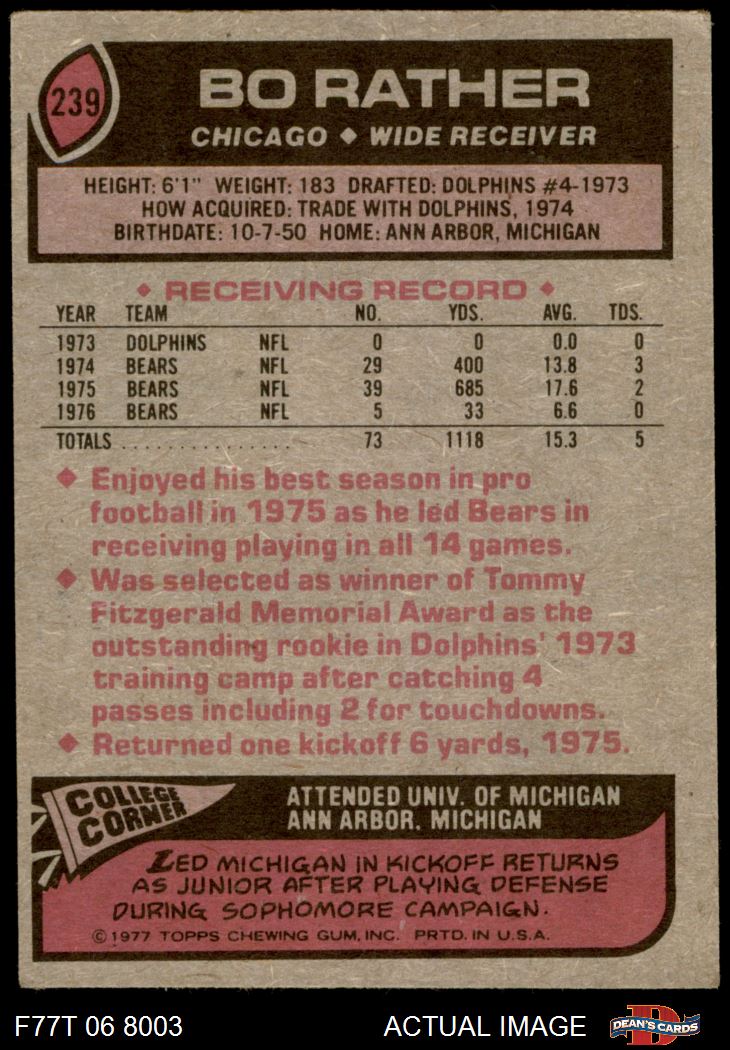 239
BO RATHER
CHICAGO ◆ WIDE RECEIVER
HEIGHT: 6'1" WEIGHT: 183 DRAFTED: DOLPHINS #4-1973
HOW ACQUIRED: TRADE WITH DOLPHINS, 1974
BIRTHDATE: 10-7-50 HOME: ANN ARBOR, MICHIGAN
◆ RECEIVING RECORD ◆
YEAR TEAM NO. YDS. AVG. TDS.
1973 DOLPHINS NFL 0 0 0.0 0
1974 BEARS NFL 29 400 13.8 3
1975 BEARS NFL 39 685 17.6 2
1976 BEARS NFL 5 33 6.6 0
TOTALS . . . . . . . . . . . . . . . . 73 1118 15.3 5
◆ Enjoyed his best season in pro
football in 1975 as he led Bears in
receiving playing in all 14 games.
◆ Was selected as winner of Tommy
Fitzgerald Memorial Award as the
outstanding rookie in Dolphins' 1973
training camp after catching 4
passes including 2 for touchdowns.
◆ Returned one kickoff 6 yards, 1975.
COLLEGE
CORNER
ATTENDED UNIV. OF MICHIGAN
ANN ARBOR, MICHIGAN
LED MICHIGAN IN KICKOFF RETURNS
AS JUNIOR AFTER PLAYING DEFENSE
DURING SOPHOMORE CAMPAIGN.
© 1977 TOPPS CHEWING GUM, INC. PRTD. IN U.S.A.
F77T 06 8003 ACTUAL IMAGE
D
DEAN'S CARDS